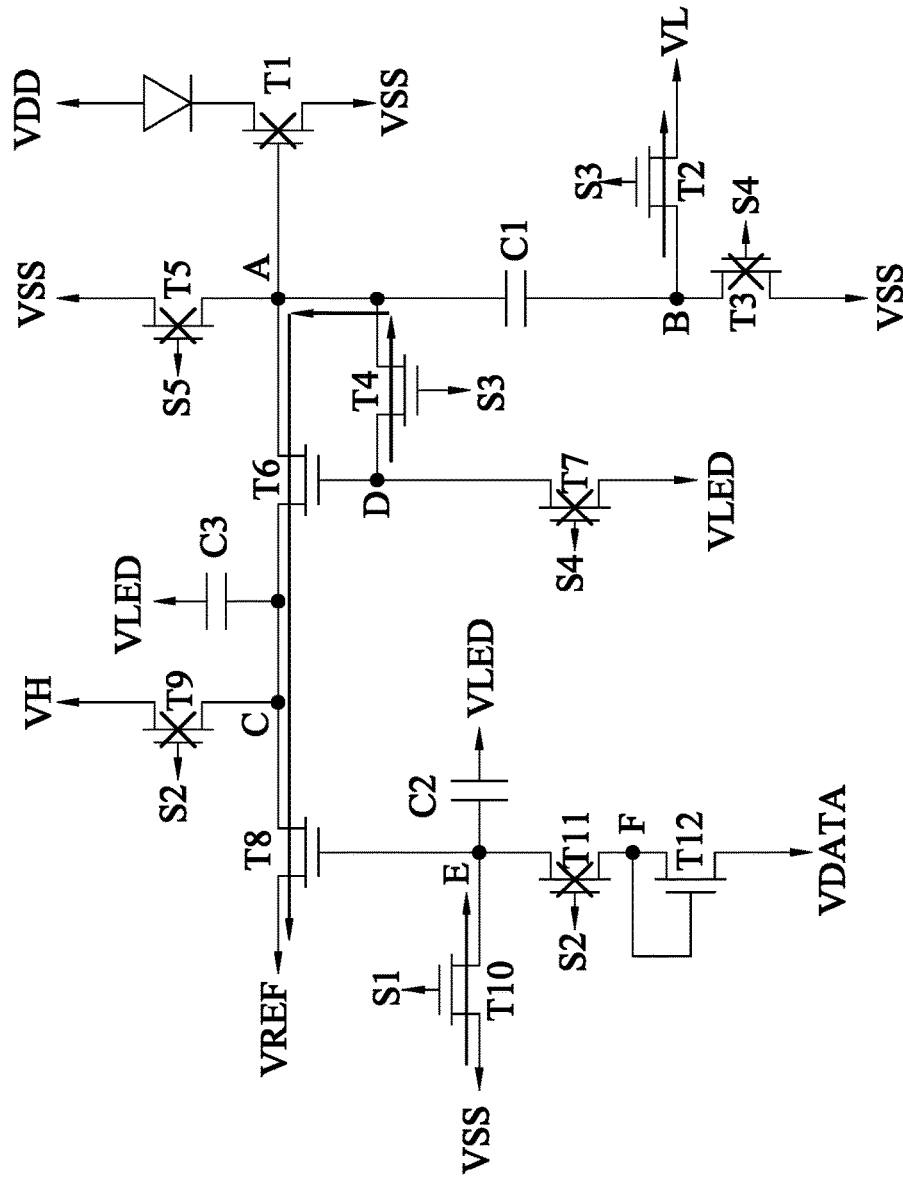 VH
VSS
VDD
VLED
S2
T9
S5
T5
C3
VREF
T8
C
T6
A
T1
S1
D
T4
VSS
C2
VSS
E
VLED
S3
T10
C1
S2
T11
S4
T7
S3
F
B
VL
T12
T2
VLED
T3
S4
VDATA
VSS